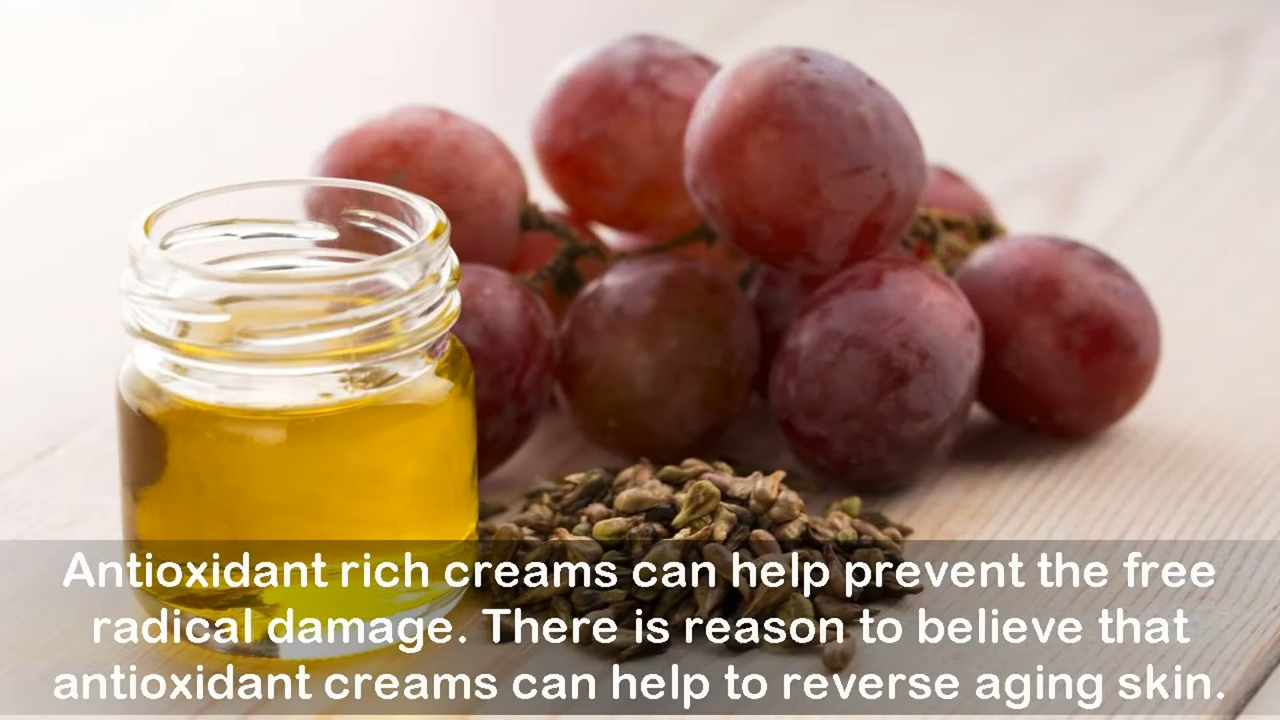 Antioxidant rich creams can help prevent the free
radical damage. There is reason to believe that
antioxidant creams can help to reverse aging skin.